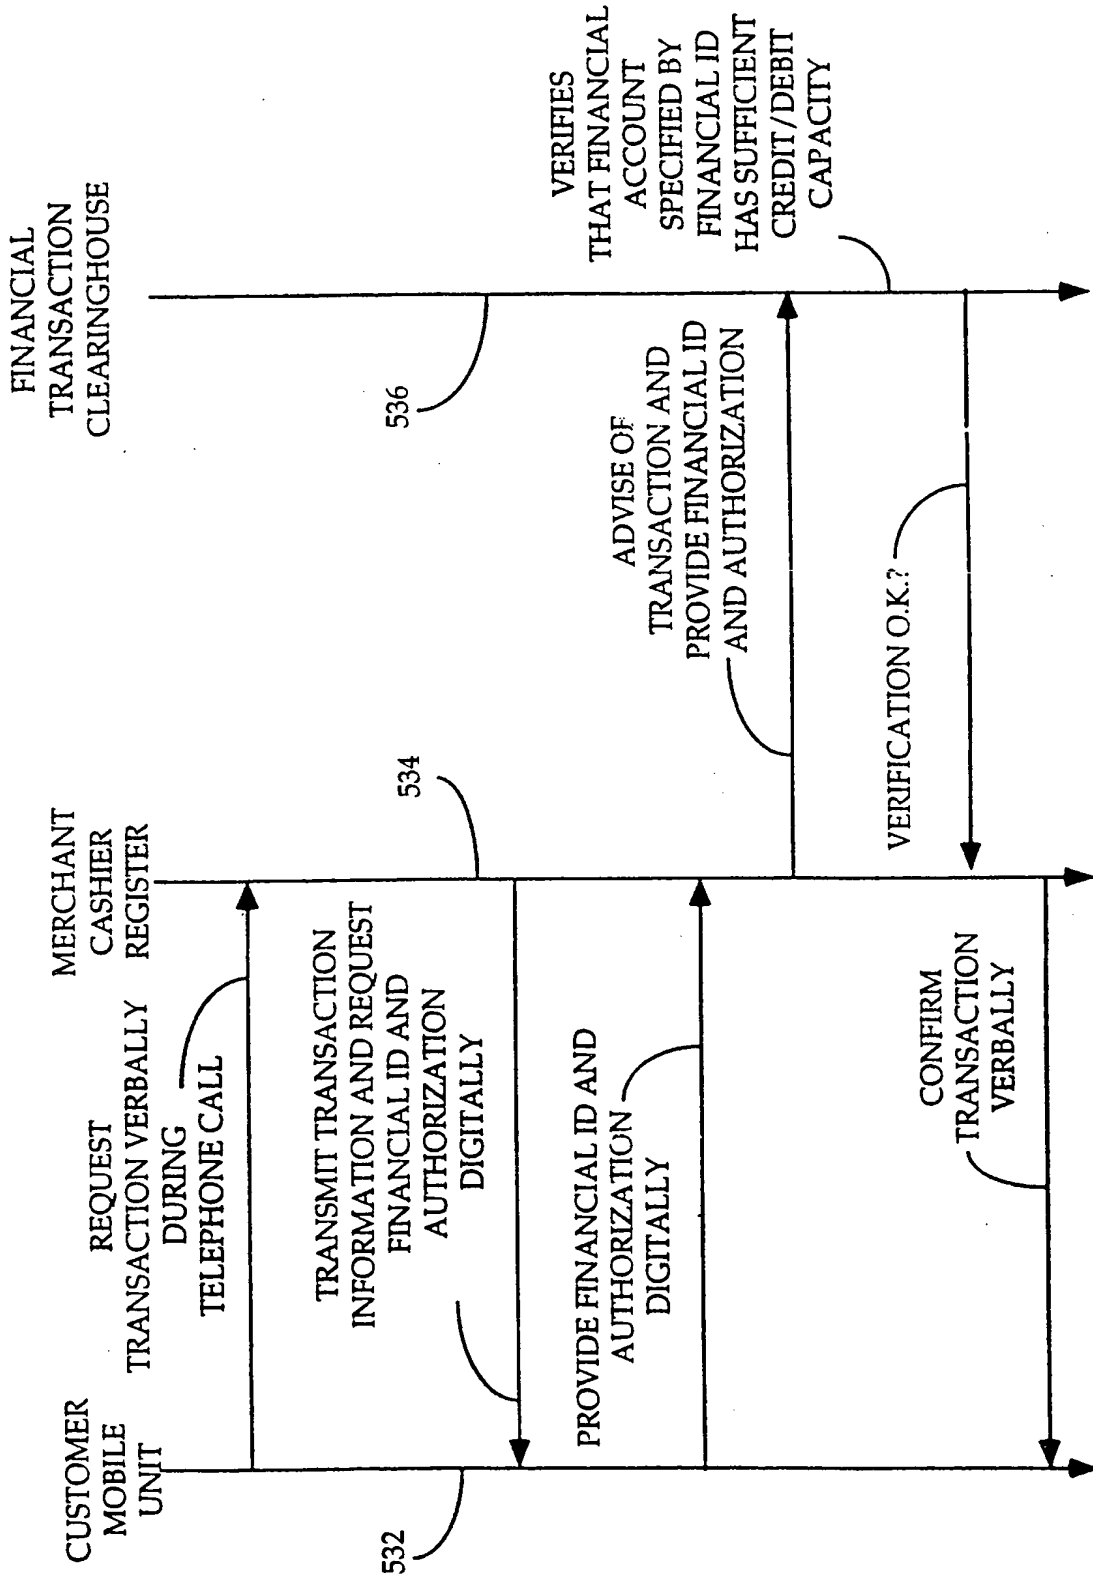 CUSTOMER
MOBILE
UNIT
REQUEST
TRANSACTION VERBALLY
DURING
TELEPHONE CALL
MERCHANT
CASHIER
REGISTER
FINANCIAL
TRANSACTION
CLEARINGHOUSE
532
534
536
TRANSMIT TRANSACTION
INFORMATION AND REQUEST
FINANCIAL ID AND
AUTHORIZATION
DIGITALLY
PROVIDE FINANCIAL ID AND
AUTHORIZATION
DIGITALLY
ADVISE OF
TRANSACTION AND
PROVIDE FINANCIAL ID
AND AUTHORIZATION
VERIFIES
THAT FINANCIAL
ACCOUNT
SPECIFIED BY
FINANCIAL ID
HAS SUFFICIENT
CREDIT/DEBIT
CAPACITY
VERIFICATION O.K.?
CONFIRM
TRANSACTION
VERBALLY